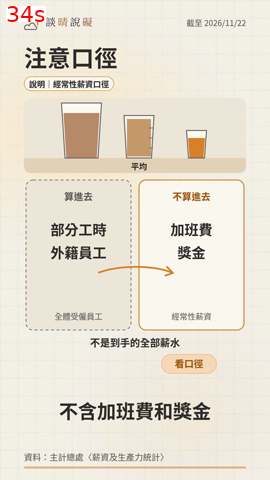 34s
談晴說礙
截至 2026/11/22
注意口徑
說明｜經常性薪資口徑
平均
算進去
部分工時
外籍員工
全體受僱員工
不算進去
加班費
獎金
經常性薪資
不是到手的全部薪水
看口徑
不含加班費和獎金
資料：主計總處〈薪資及生產力統計〉